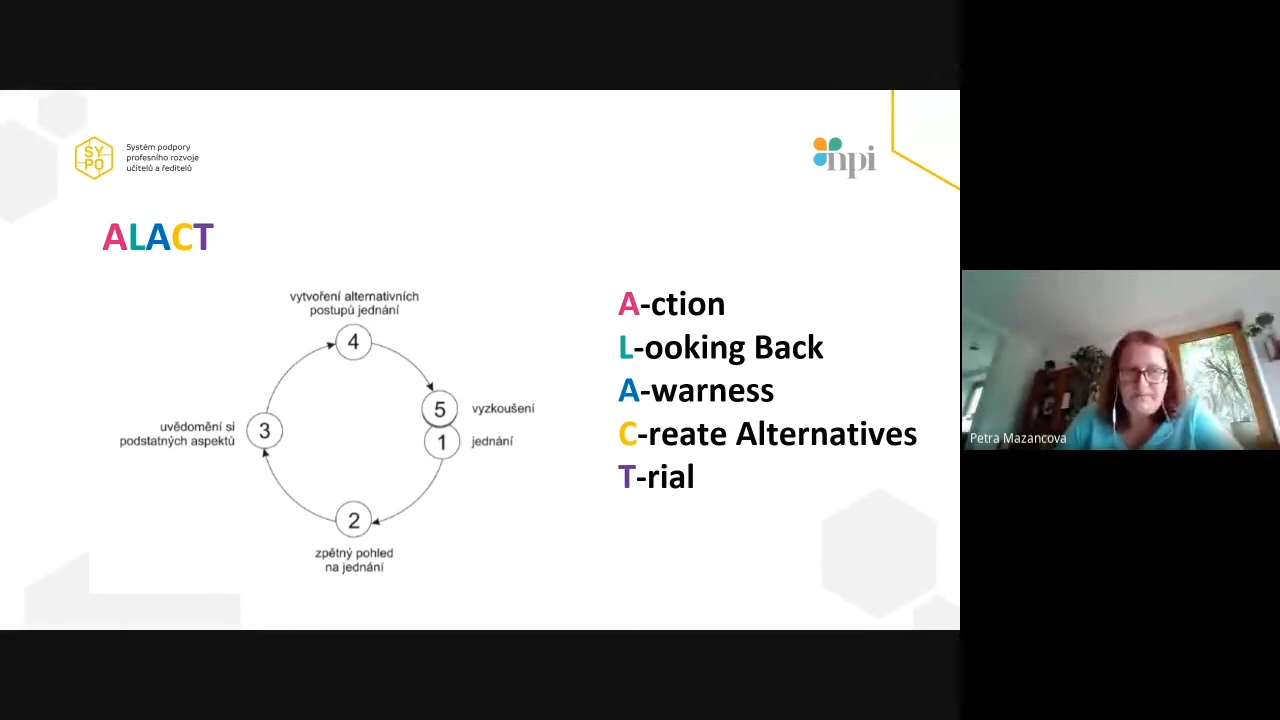 SY
PO
Systém podpory
profesního rozvoje
učitelů a ředitelů
npi
ALACT
vytvoření alternativních
postupů jednání
4
5
vyzkoušení
1
jednání
uvědomění si
podstatných aspektů
3
2
zpětný pohled
na jednání
A-ction
L-ooking Back
A-warness
C-reate Alternatives
T-rial
Petra Mazancova